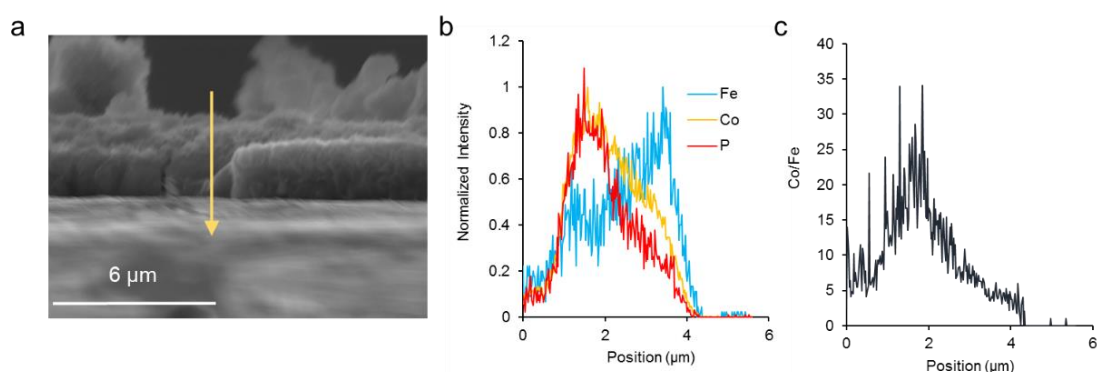 a
6 μm
b
1.2
1
0.8
0.6
0.4
0.2
0
0
2
4
6
Normalized Intensity
Position (μm)
Fe
Co
P
c
40
35
30
25
20
15
10
5
0
0
2
4
6
Co/Fe
Position (μm)